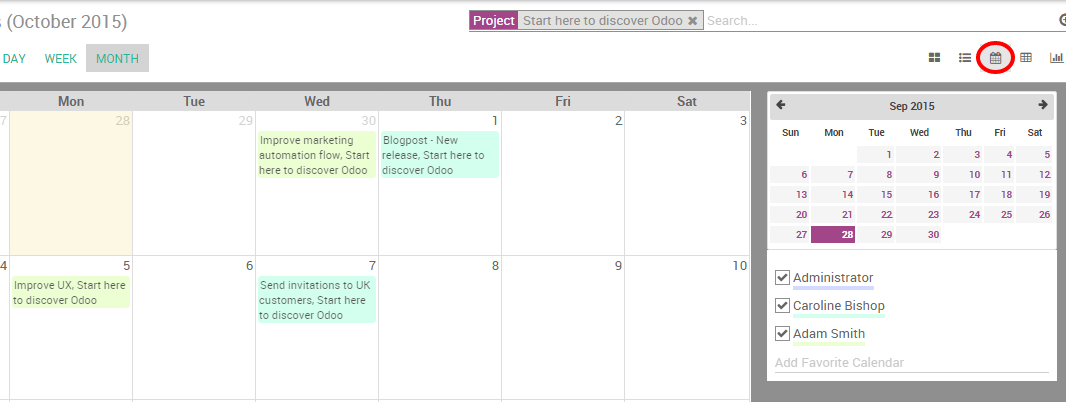 s (October 2015)
Project Start here to discover Odoo ✖ Search...
DAY WEEK MONTH
Mon Tue Wed Thu Fri Sat
7 28 29 30 1 2 3
Improve marketing
automation flow, Start
here to discover Odoo
Blogpost - New
release, Start here to
discover Odoo
4 5 6 7 8 9 10
Improve UX, Start here
to discover Odoo
Send invitations to UK
customers, Start here
to discover Odoo
Sep 2015
Sun Mon Tue Wed Thu Fri Sat
1 2 3 4 5
6 7 8 9 10 11 12
13 14 15 16 17 18 19
20 21 22 23 24 25 26
27 28 29 30
Administrator
Caroline Bishop
Adam Smith
Add Favorite Calendar